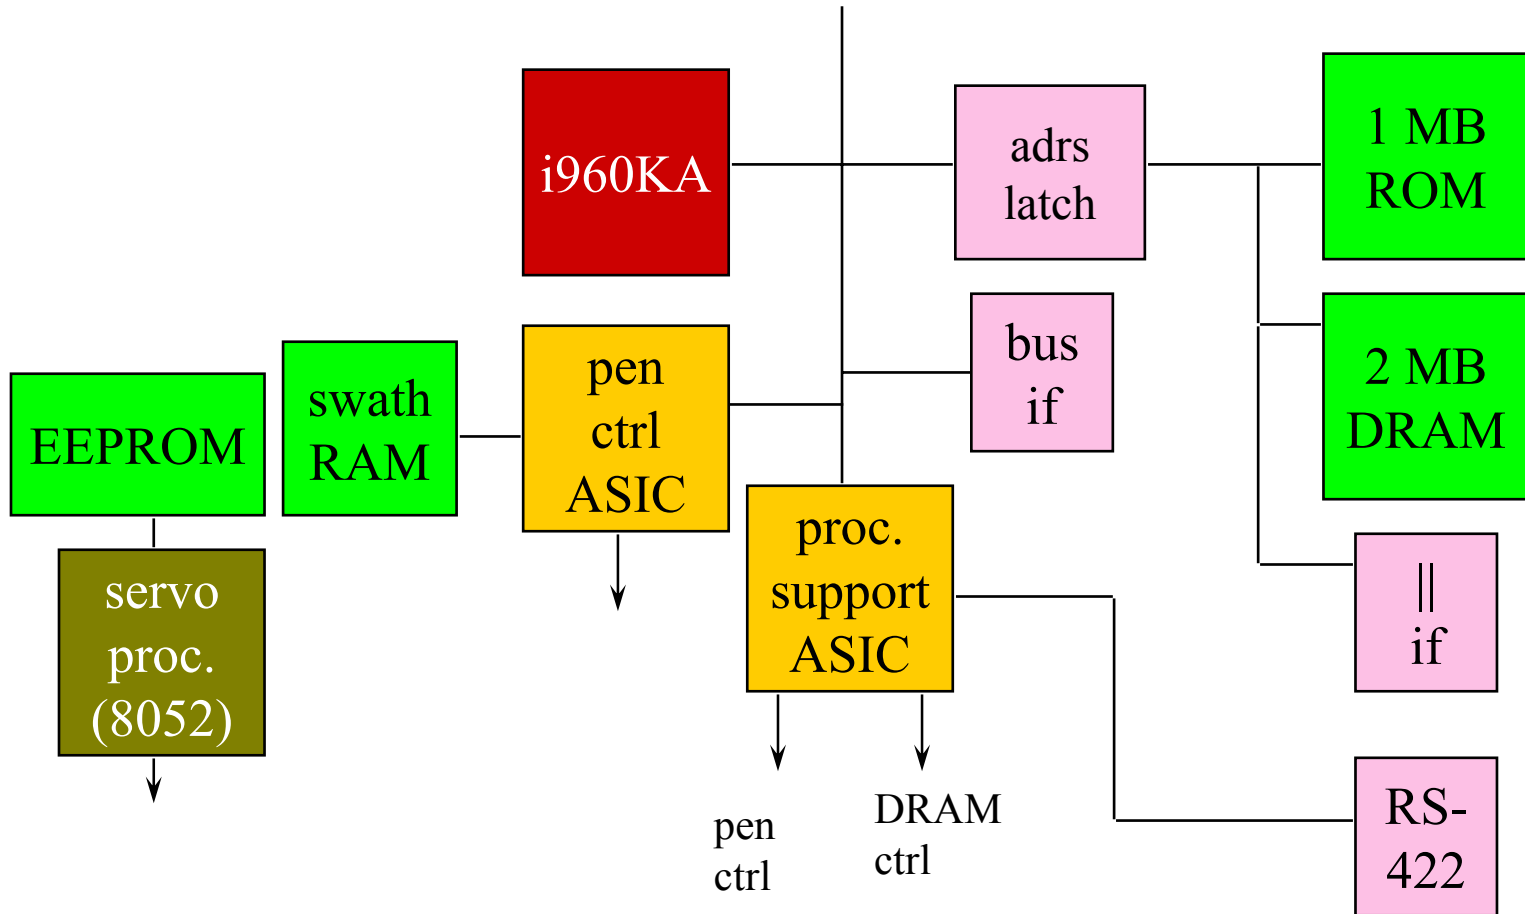 i960KA
adrs
latch
1 MB
ROM
bus
if
2 MB
DRAM
pen
ctrl
ASIC
swath
RAM
EEPROM
proc.
support
ASIC
||
if
servo
proc.
(8052)
pen
ctrl
DRAM
ctrl
RS-
422